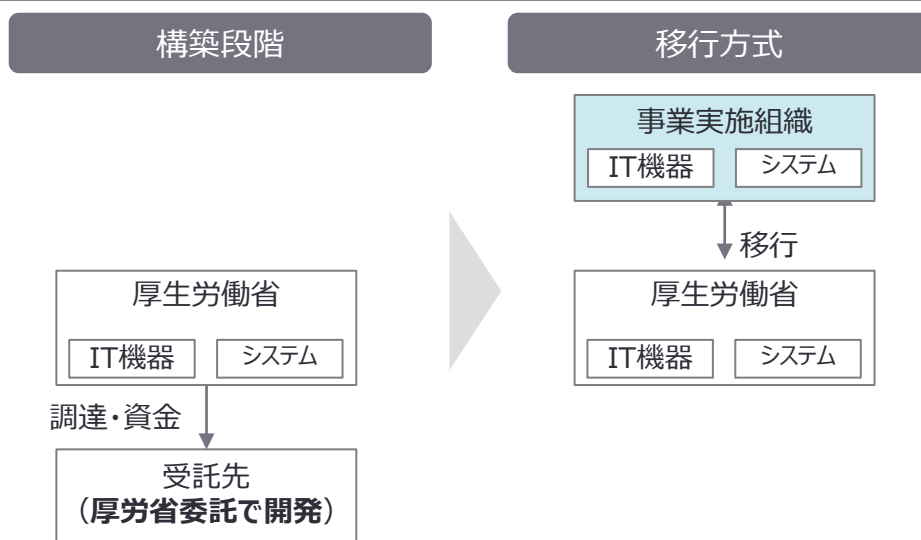 構築段階
移行方式
事業実施組織
IT機器
システム
移行
厚生労働省
IT機器
システム
厚生労働省
IT機器
システム
調達・資金
受託先
（厚労省委託で開発）